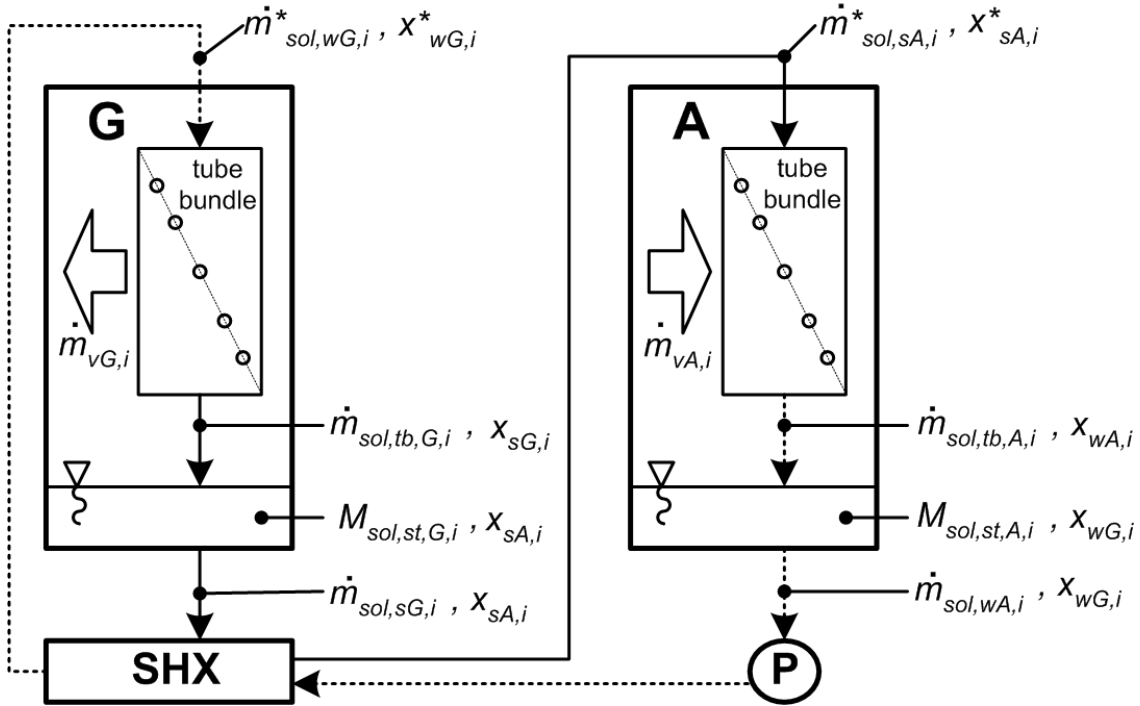 ṁ*sol,wG,i , x*wG,i
ṁ*sol,sA,i , x*sA,i
G
A
tube
bundle
tube
bundle
ṁvG,i
ṁvA,i
ṁsol,tb,G,i , xsG,i
ṁsol,tb,A,i , xwA,i
Msol,st,G,i , xsA,i
Msol,st,A,i , xwG,i
ṁsol,sG,i , xsA,i
ṁsol,wA,i , xwG,i
SHX
P